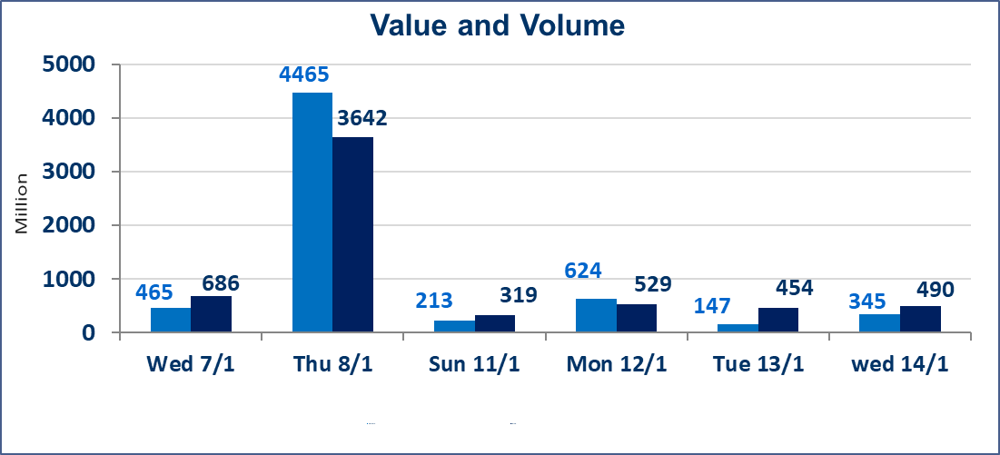 Value and Volume
5000
4000
3000
2000
1000
0
Million
465
686
4465
3642
213
319
624
529
147
454
345
490
Wed 7/1
Thu 8/1
Sun 11/1
Mon 12/1
Tue 13/1
wed 14/1